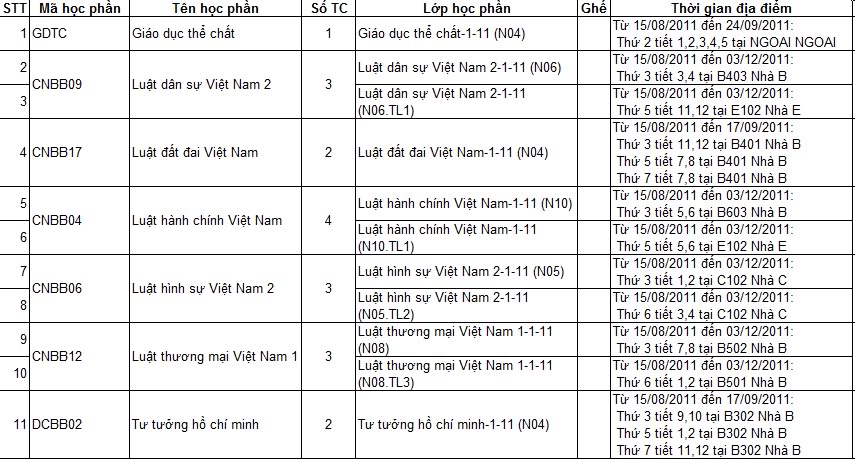 STT Mã học phần Tên học phần Số TC Lớp học phần Ghế Thời gian địa điểm
1 GDTC Giáo dục thể chất 1 Giáo dục thể chất-1-11 (N04) Từ 15/08/2011 đến 24/09/2011:
Thứ 2 tiết 1,2,3,4,5 tại NGOAI NGOAI
2 CNBB09 Luật dân sự Việt Nam 2 3 Luật dân sự Việt Nam 2-1-11 (N06) Từ 15/08/2011 đến 03/12/2011:
Thứ 3 tiết 3,4 tại B403 Nhà B
3 Luật dân sự Việt Nam 2-1-11 Từ 15/08/2011 đến 03/12/2011:
(N06.TL1) Thứ 5 tiết 11,12 tại E102 Nhà E
4 CNBB17 Luật đất đai Việt Nam 2 Luật đất đai Việt Nam-1-11 (N04) Từ 15/08/2011 đến 17/09/2011:
Thứ 3 tiết 11,12 tại B401 Nhà B
Thứ 5 tiết 7,8 tại B401 Nhà B
Thứ 7 tiết 7,8 tại B401 Nhà B
5 CNBB04 Luật hành chính Việt Nam 4 Luật hành chính Việt Nam-1-11 (N10) Từ 15/08/2011 đến 03/12/2011:
Thứ 3 tiết 5,6 tại B603 Nhà B
6 Luật hành chính Việt Nam-1-11 Từ 15/08/2011 đến 03/12/2011:
(N10.TL1) Thứ 5 tiết 5,6 tại E102 Nhà E
7 CNBB06 Luật hình sự Việt Nam 2 3 Luật hình sự Việt Nam 2-1-11 (N05) Từ 15/08/2011 đến 03/12/2011:
Thứ 3 tiết 1,2 tại C102 Nhà C
8 Luật hình sự Việt Nam 2-1-11 Từ 15/08/2011 đến 03/12/2011:
(N05.TL2) Thứ 6 tiết 3,4 tại C102 Nhà C
9 CNBB12 Luật thương mại Việt Nam 1 3 Luật thương mại Việt Nam 1-1-11 Từ 15/08/2011 đến 03/12/2011:
(N08) Thứ 3 tiết 7,8 tại B502 Nhà B
10 Luật thương mại Việt Nam 1-1-11 Từ 15/08/2011 đến 03/12/2011:
(N08.TL3) Thứ 6 tiết 1,2 tại B501 Nhà B
11 DCBB02 Tư tưởng hồ chí minh 2 Tư tưởng hồ chí minh-1-11 (N04) Từ 15/08/2011 đến 17/09/2011:
Thứ 3 tiết 9,10 tại B302 Nhà B
Thứ 5 tiết 1,2 tại B302 Nhà B
Thứ 7 tiết 11,12 tại B302 Nhà B